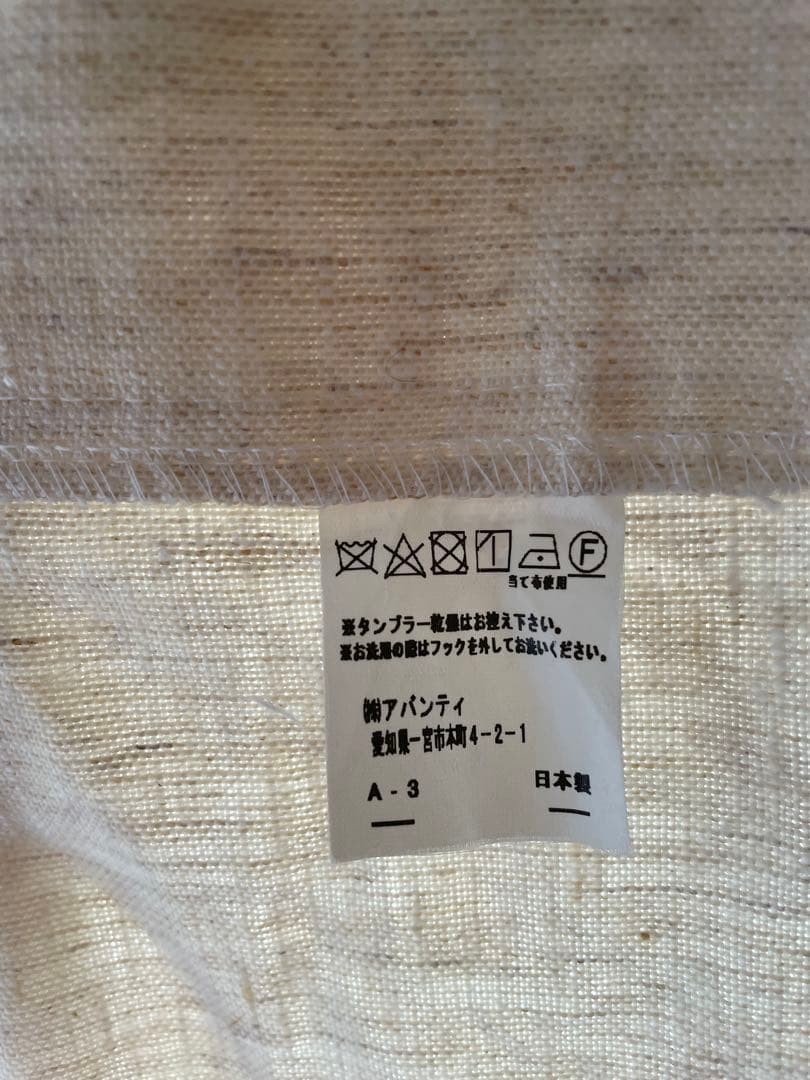 F
当て布使用
※タンブラー乾燥はお控え下さい。
※お洗濯の際はフックを外してお洗いください。
㈱アバンティ
愛知県一宮市本町4-2-1
A-3 日本製